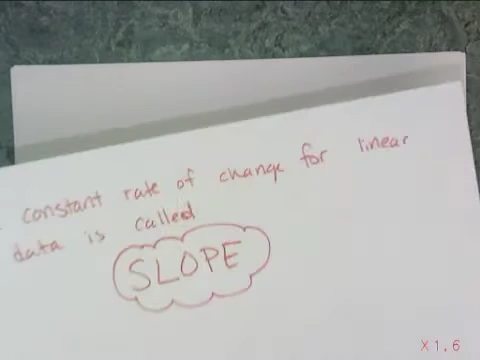 constant rate of change for linear
data is called
SLOPE
X1.6